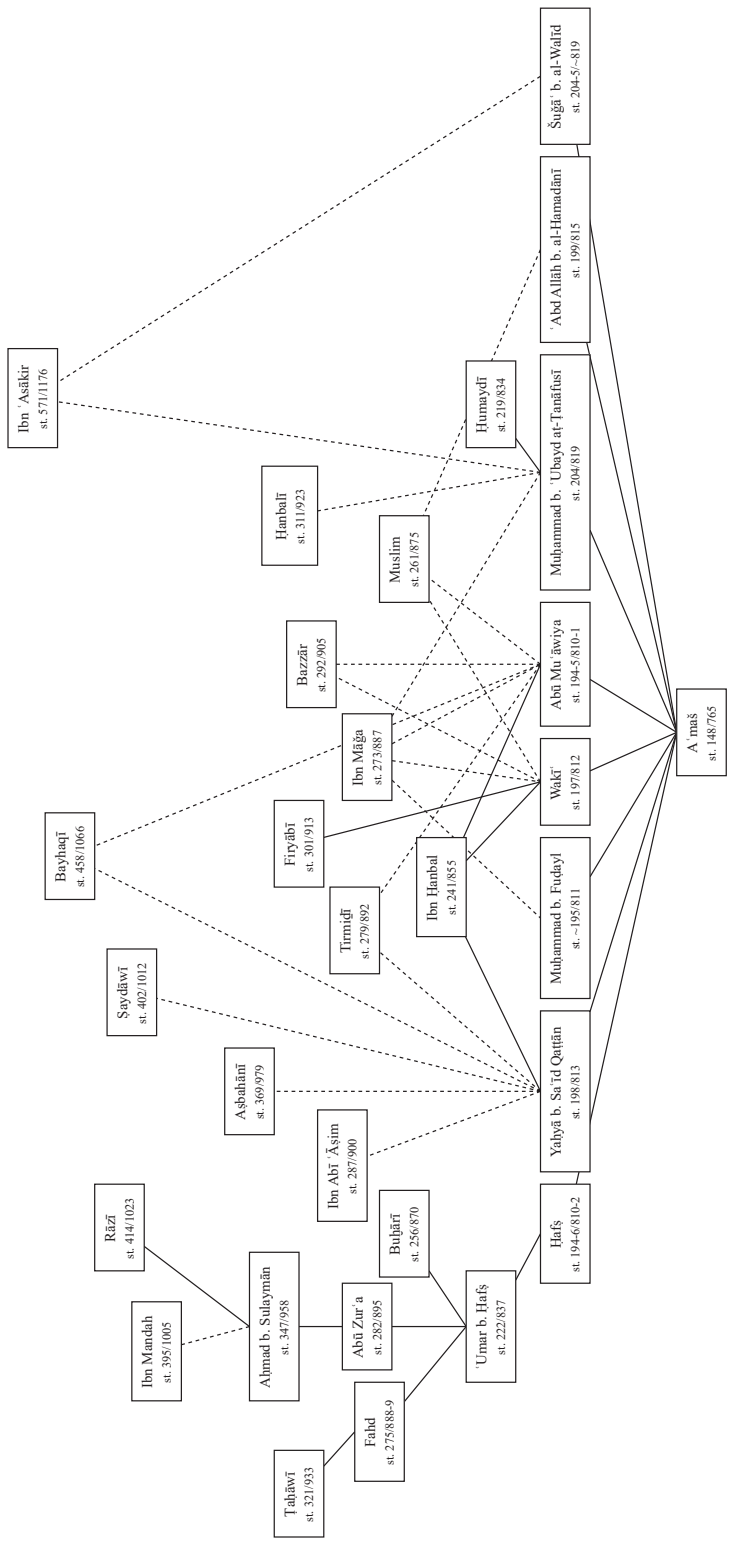 Ibn ʿAsākir
st. 571/1176
Bayhaqī
st. 458/1066
Rāzī
st. 414/1023
Ṣaydāwī
st. 402/1012
Ibn Mandah
st. 395/1005
Aṣbahānī
st. 369/979
Aḥmad b. Sulaymān
st. 347/958
Ḥanbalī
st. 311/923
Ṭaḥāwī
st. 321/933
Firyābī
st. 301/913
Bazzār
st. 292/905
Ibn Abī ʿĀṣim
st. 287/900
Tirmiḏī
st. 279/892
Abū Zurʿa
st. 282/895
Ibn Māǧa
st. 273/887
Fahd
st. 275/888-9
Buḫārī
st. 256/870
Muslim
st. 261/875
Ibn Ḥanbal
st. 241/855
ʿUmar b. Ḥafṣ
st. 222/837
Ḥumaydī
st. 219/834
Ḥafṣ
st. 194-6/810-2
Yaḥyā b. Saʿīd Qaṭṭān
st. 198/813
Muḥammad b. Fuḍayl
st. ~195/811
Wakīʿ
st. 197/812
Abū Muʿāwiya
st. 194-5/810-1
Muḥammad b. ʿUbayd aṭ-Ṭanāfusī
st. 204/819
ʿAbd Allāh b. al-Hamadānī
st. 199/815
Šuǧāʿ b. al-Walīd
st. 204-5/~819
Aʿmaš
st. 148/765